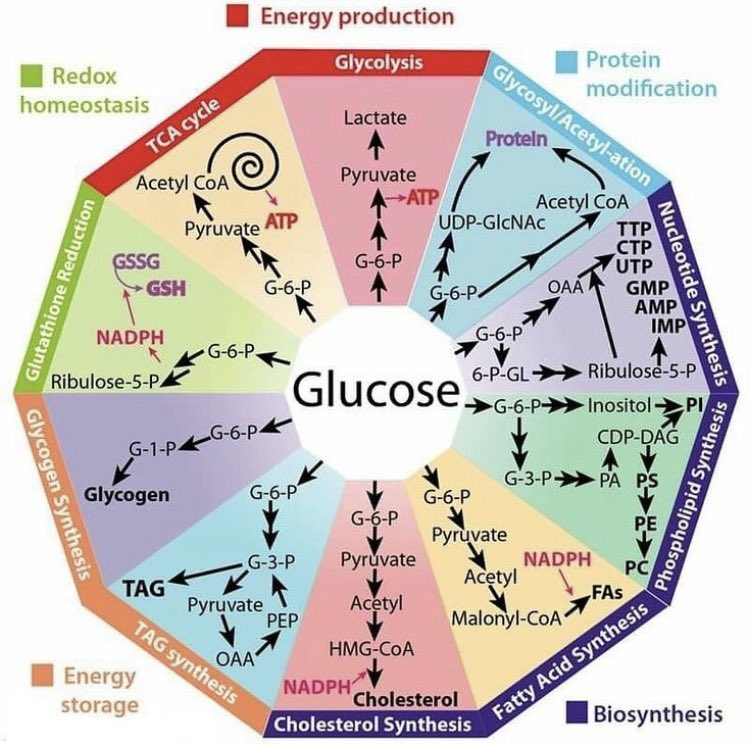 Energy production
Redox
homeostasis
Protein
modification
Glycolysis
Lactate
Pyruvate
ATP
G-6-P
Glycosyl/Acetyl-ation
Protein
Acetyl CoA
UDP-GlcNAc
G-6-P
Nucleotide Synthesis
TTP
CTP
UTP
GMP
AMP
IMP
OAA
G-6-P
6-P-GL
Ribulose-5-P
Phospholipid Synthesis
G-6-P
Inositol
PI
CDP-DAG
G-3-P
PA
PS
PE
PC
Fatty Acid Synthesis
G-6-P
Pyruvate
Acetyl
NADPH
Malonyl-CoA
FAs
Cholesterol Synthesis
G-6-P
Pyruvate
Acetyl
HMG-CoA
NADPH
Cholesterol
TAG synthesis
G-6-P
G-3-P
TAG
Pyruvate
PEP
OAA
Glycogen Synthesis
G-6-P
G-1-P
Glycogen
Glutathione Reduction
GSSG
GSH
NADPH
G-6-P
Ribulose-5-P
TCA cycle
Acetyl CoA
ATP
Pyruvate
G-6-P
Glucose
Energy
storage
Biosynthesis